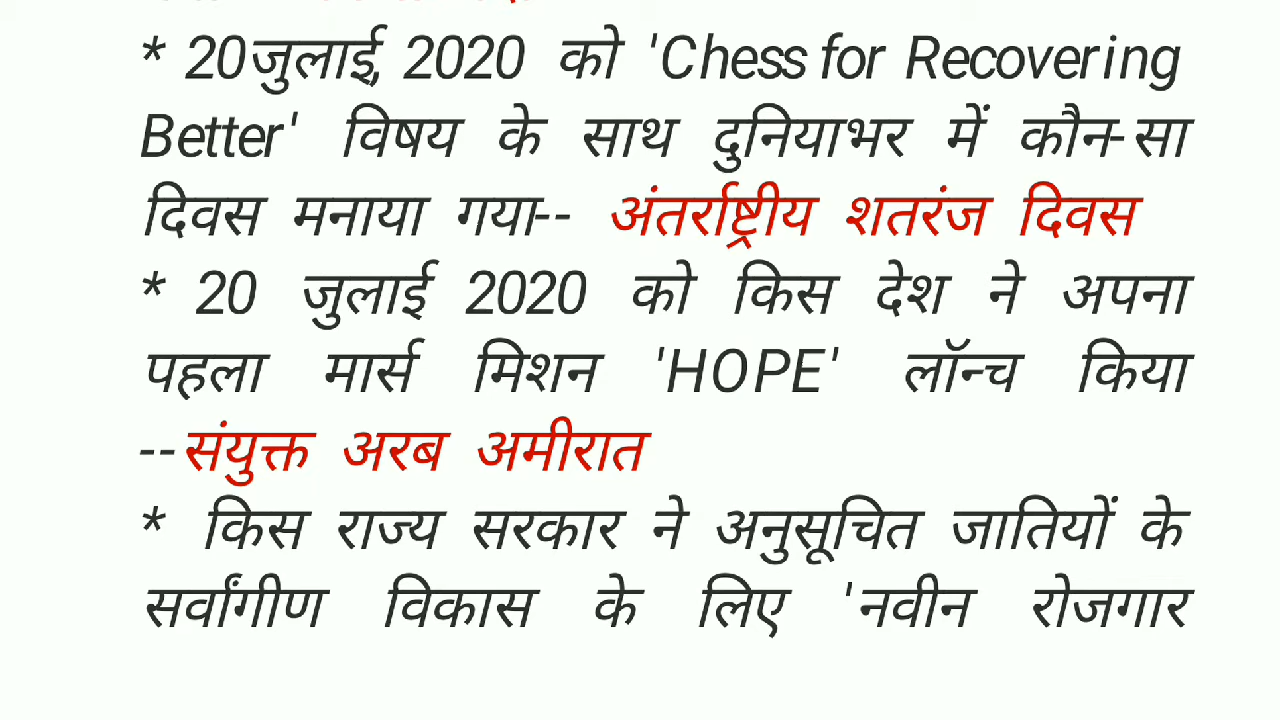 * 20जुलाई, 2020 को 'Chess for Recovering
Better' विषय के साथ दुनियाभर में कौन-सा
दिवस मनाया गया-- अंतर्राष्ट्रीय शतरंज दिवस
* 20 जुलाई 2020 को किस देश ने अपना
पहला मार्स मिशन 'HOPE' लॉन्च किया
--संयुक्त अरब अमीरात
* किस राज्य सरकार ने अनुसूचित जातियों के
सर्वांगीण विकास के लिए 'नवीन रोजगार